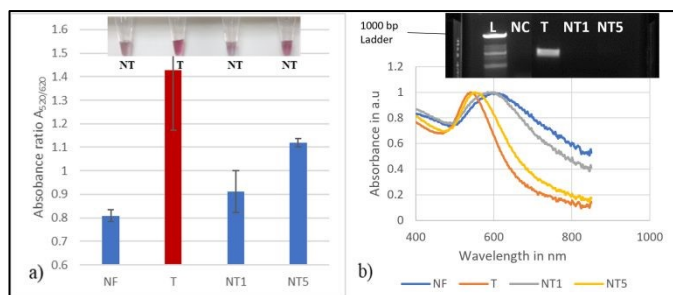 1.6
1.5
1.4
1.3
1.2
1.1
1
0.9
0.8
0.7
0.6
Absobance ratio A520/620
NT T NT NT
a)
NF T NT1 NT5
1000 bp
Ladder
L NC T NT1 NT5
1.2
1
0.8
0.6
0.4
0.2
0
Absorbance in a.u
400 600 800 1000
Wavelength in nm
b)
NF T NT1 NT5